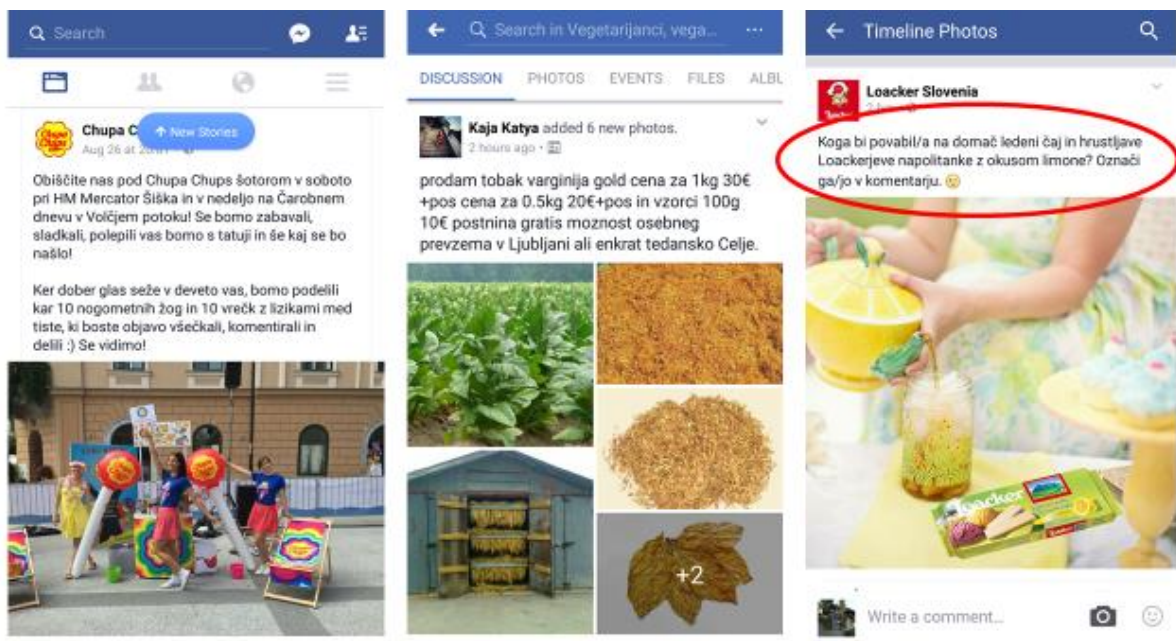 Search
Chupa C
↑ New Stories
Aug 26 at
Obiščite nas pod Chupa Chups šotorom v soboto
pri HM Mercator Šiška in v nedeljo na Čarobnem
dnevu v Volčjem potoku! Se bomo zabavali,
sladkali, polepili vas bomo s tatuji in še kaj se bo
našlo!
Ker dober glas seže v deveto vas, bomo podelili
kar 10 nogometnih žog in 10 vrečk z lizikami med
tiste, ki boste objavo všečkali, komentirali in
delili :) Se vidimo!
Search in Vegetarijanci, vega...
DISCUSSION PHOTOS EVENTS FILES ALBU
Kaja Katya added 6 new photos.
2 hours ago
prodam tobak varginija gold cena za 1kg 30€
+pos cena za 0.5kg 20€+pos in vzorci 100g
10€ postnina gratis moznost osebneg
prevzema v Ljubljani ali enkrat tedansko Celje.
+2
Timeline Photos
Loacker Slovenia
Koga bi povabil/a na domač ledeni čaj in hrustljave
Loackerjeve napolitanke z okusom limone? Označi
ga/jo v komentarju.
Loacker
Write a comment...